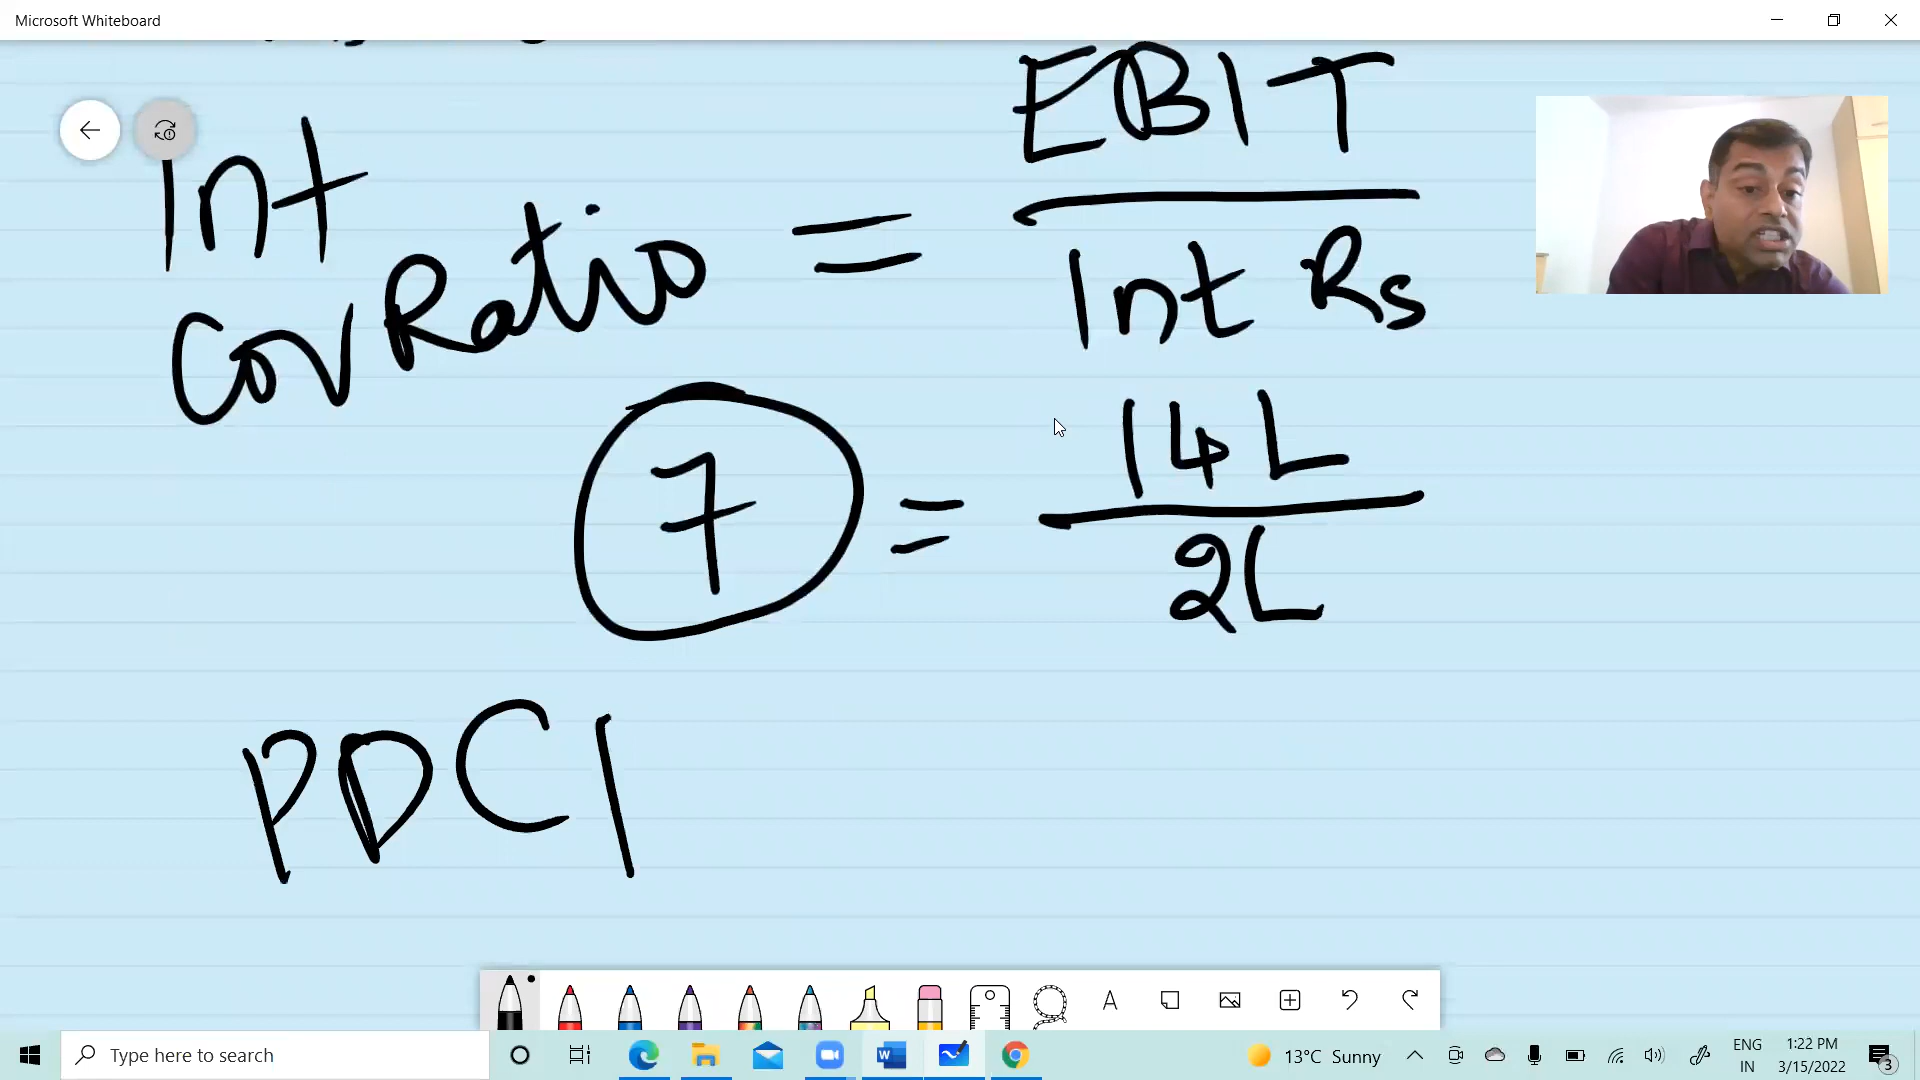 Microsoft Whiteboard
Int
Cov Ratio = EBIT
Int Rs
7 = 14L
2L
PDCI
A
Type here to search
13°C Sunny
ENG
IN
1:22 PM
3/15/2022
3